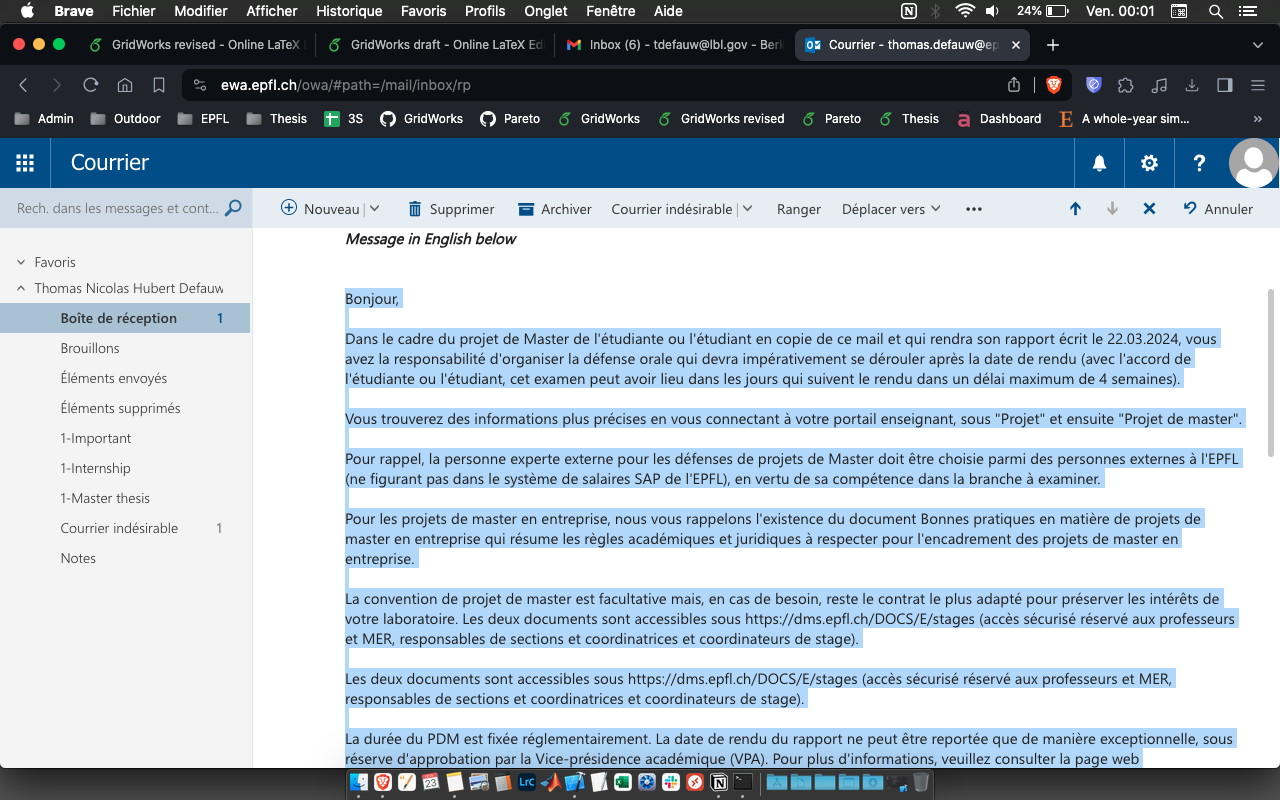 Brave Fichier Modifier Afficher Historique Favoris Profils Onglet Fenêtre Aide 24% Ven. 00:01
GridWorks revised - Online LaTeX GridWorks draft - Online LaTeX Ed Inbox (6) - tdefauw@lbl.gov - Ber Courrier - thomas.defauw@ep
ewa.epfl.ch/owa/#path=/mail/inbox/rp
Admin Outdoor EPFL Thesis 3S GridWorks Pareto GridWorks GridWorks revised Pareto Thesis Dashboard A whole-year sim... »
Courrier
Rech. dans les messages et cont... Nouveau Supprimer Archiver Courrier indésirable Ranger Déplacer vers ... Annuler
Favoris
Thomas Nicolas Hubert Defauw
Boîte de réception 1
Brouillons
Éléments envoyés
Éléments supprimés
1-Important
1-Internship
1-Master thesis
Courrier indésirable 1
Notes
Message in English below
Bonjour,
Dans le cadre du projet de Master de l'étudiante ou l'étudiant en copie de ce mail et qui rendra son rapport écrit le 22.03.2024, vous
avez la responsabilité d'organiser la défense orale qui devra impérativement se dérouler après la date de rendu (avec l'accord de
l'étudiante ou l'étudiant, cet examen peut avoir lieu dans les jours qui suivent le rendu dans un délai maximum de 4 semaines).
Vous trouverez des informations plus précises en vous connectant à votre portail enseignant, sous "Projet" et ensuite "Projet de master".
Pour rappel, la personne experte externe pour les défenses de projets de Master doit être choisie parmi des personnes externes à l'EPFL
(ne figurant pas dans le système de salaires SAP de l'EPFL), en vertu de sa compétence dans la branche à examiner.
Pour les projets de master en entreprise, nous vous rappelons l'existence du document Bonnes pratiques en matière de projets de
master en entreprise qui résume les règles académiques et juridiques à respecter pour l'encadrement des projets de master en
entreprise.
La convention de projet de master est facultative mais, en cas de besoin, reste le contrat le plus adapté pour préserver les intérêts de
votre laboratoire. Les deux documents sont accessibles sous https://dms.epfl.ch/DOCS/E/stages (accès sécurisé réservé aux professeurs
et MER, responsables de sections et coordinatrices et coordinateurs de stage).
Les deux documents sont accessibles sous https://dms.epfl.ch/DOCS/E/stages (accès sécurisé réservé aux professeurs et MER,
responsables de sections et coordinatrices et coordinateurs de stage).
La durée du PDM est fixée réglementairement. La date de rendu du rapport ne peut être reportée que de manière exceptionnelle, sous
réserve d'approbation par la Vice-présidence académique (VPA). Pour plus d'informations, veuillez consulter la page web
23 Lrc